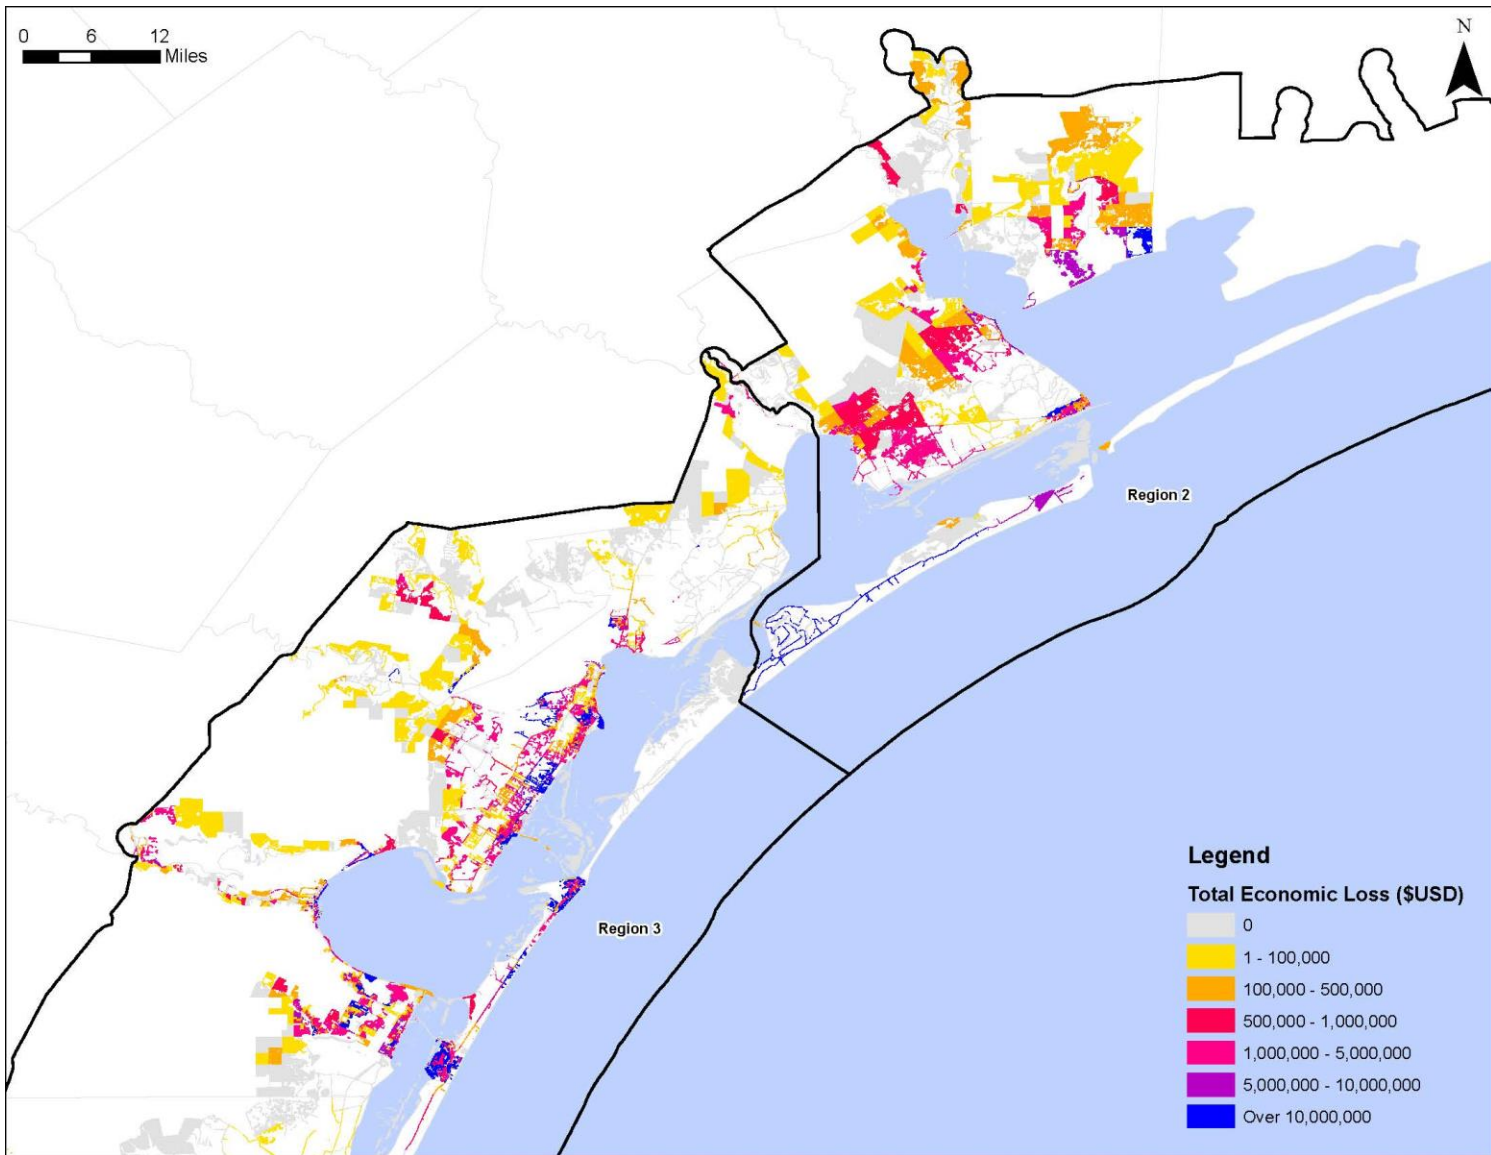 0 6 12
Miles
N
Region 2
Region 3
Legend
Total Economic Loss ($USD)
0
1 - 100,000
100,000 - 500,000
500,000 - 1,000,000
1,000,000 - 5,000,000
5,000,000 - 10,000,000
Over 10,000,000